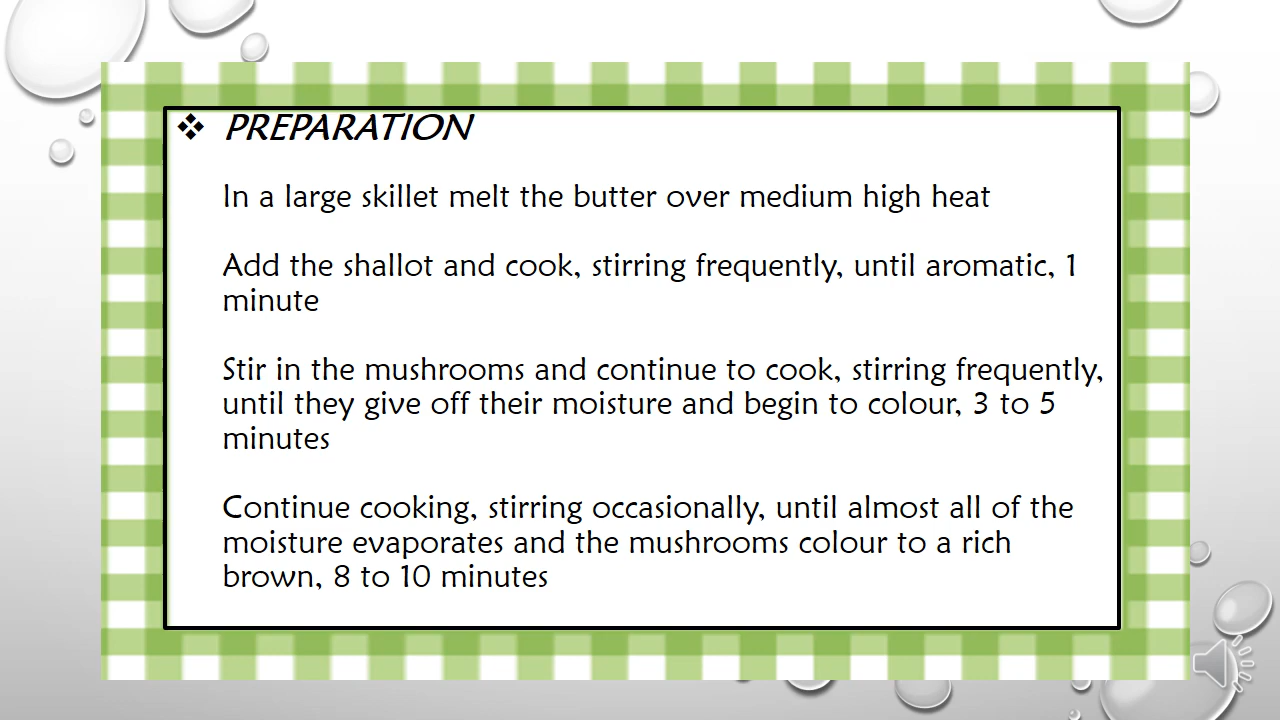 ❖ PREPARATION
In a large skillet melt the butter over medium high heat
Add the shallot and cook, stirring frequently, until aromatic, 1
minute
Stir in the mushrooms and continue to cook, stirring frequently,
until they give off their moisture and begin to colour, 3 to 5
minutes
Continue cooking, stirring occasionally, until almost all of the
moisture evaporates and the mushrooms colour to a rich
brown, 8 to 10 minutes